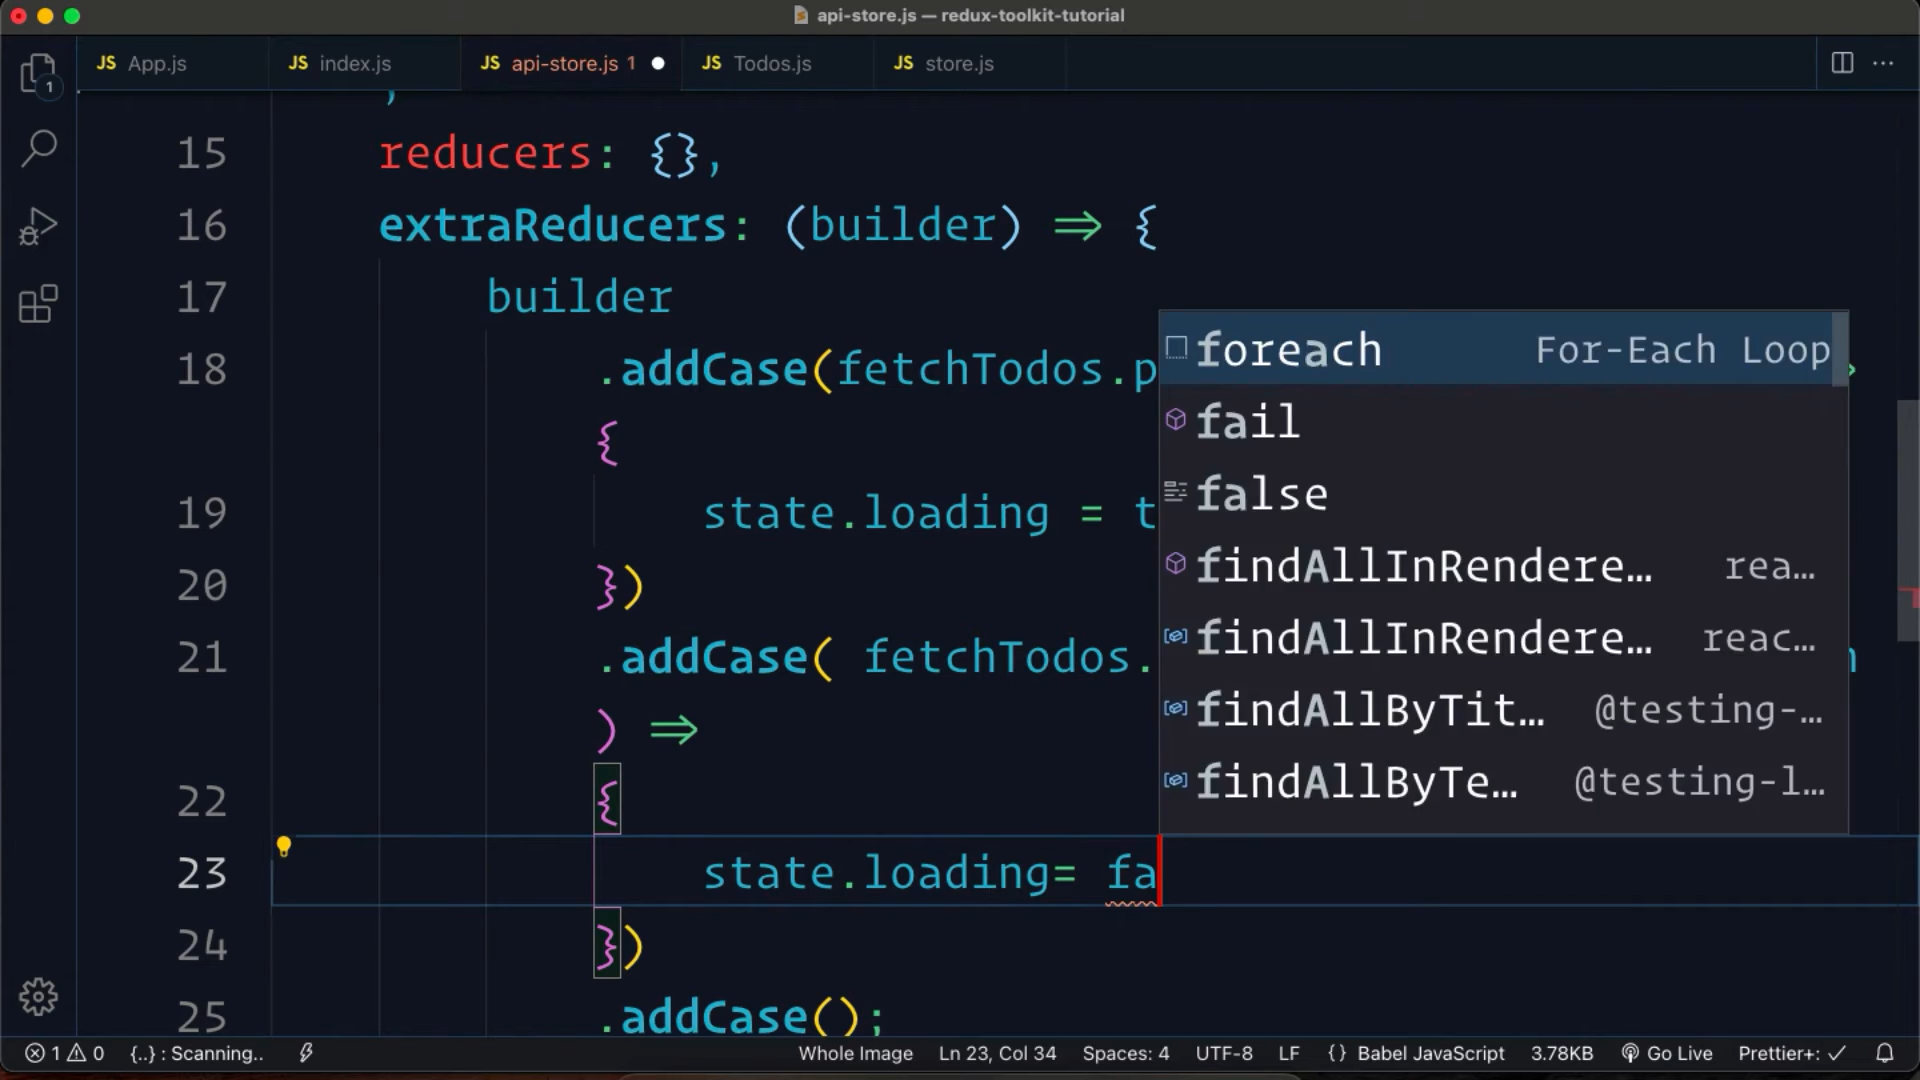 api-store.js — redux-toolkit-tutorial
JS App.js JS index.js JS api-store.js 1 JS Todos.js JS store.js
1
15 reducers: {},
16 extraReducers: (builder) => {
17 builder
18 .addCase(fetchTodos.p
{
19 state.loading = t
20 })
21 .addCase( fetchTodos.
) =>
22 {
23 state.loading= fa
24 })
25 .addCase();
foreach For-Each Loop
fail
false
findAllInRendere… rea…
findAllInRendere… reac…
findAllByTit… @testing-…
findAllByTe… @testing-l…
1 0 {..} : Scanning.. Whole Image Ln 23, Col 34 Spaces: 4 UTF-8 LF {} Babel JavaScript 3.78KB Go Live Prettier+: ✓